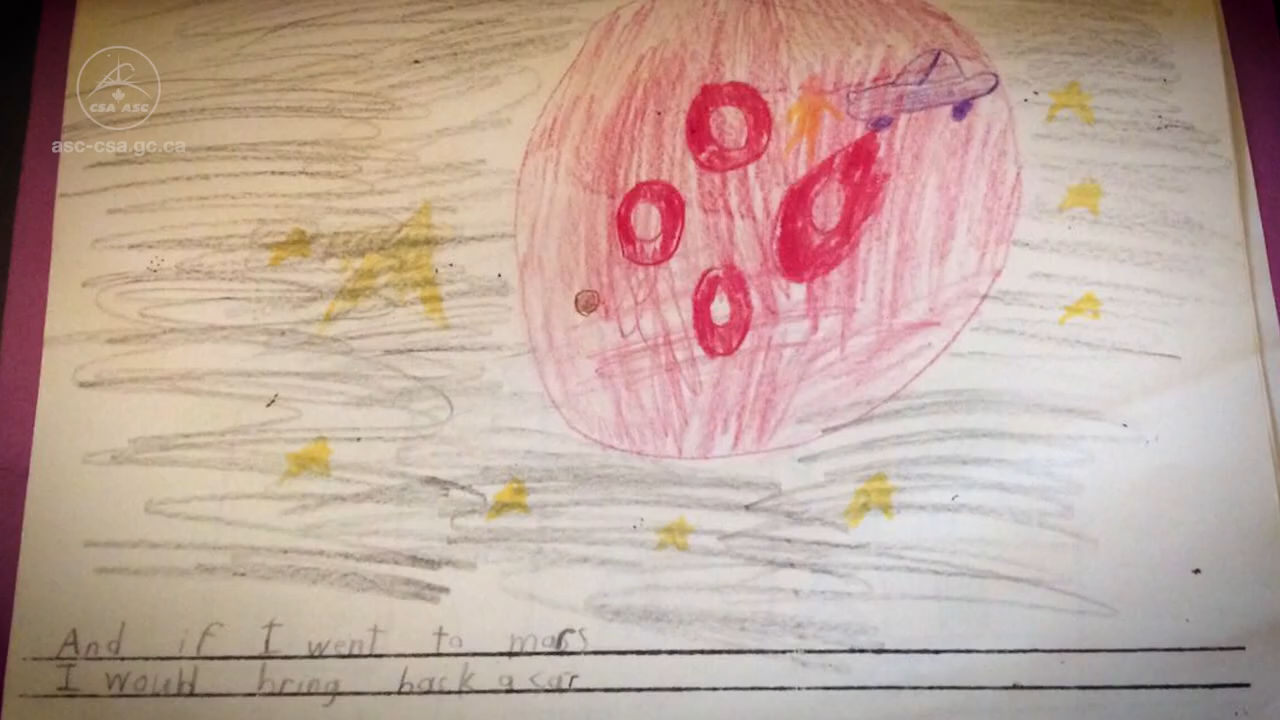 CSA ASC
asc-csa.gc.ca
And if I went to mars
I would bring back a car